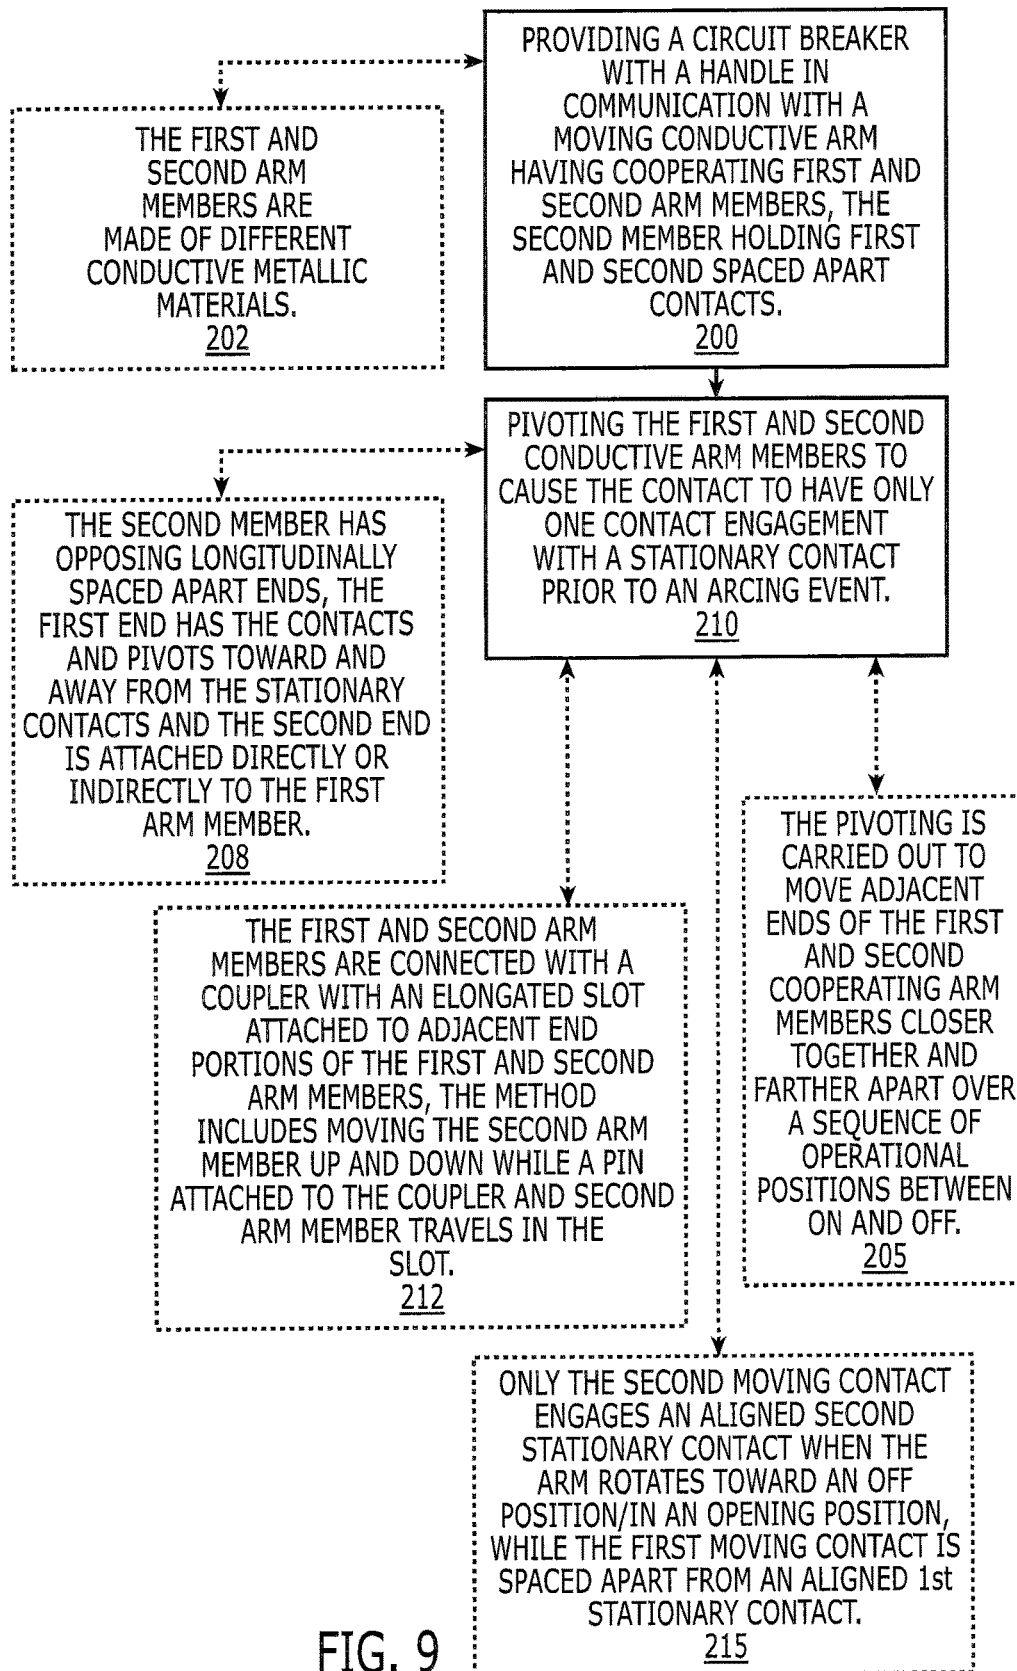 PROVIDING A CIRCUIT BREAKER
WITH A HANDLE IN
COMMUNICATION WITH A
MOVING CONDUCTIVE ARM
HAVING COOPERATING FIRST AND
SECOND ARM MEMBERS, THE
SECOND MEMBER HOLDING FIRST
AND SECOND SPACED APART
CONTACTS.
200
THE FIRST AND
SECOND ARM
MEMBERS ARE
MADE OF DIFFERENT
CONDUCTIVE METALLIC
MATERIALS.
202
PIVOTING THE FIRST AND SECOND
CONDUCTIVE ARM MEMBERS TO
CAUSE THE CONTACT TO HAVE ONLY
ONE CONTACT ENGAGEMENT
WITH A STATIONARY CONTACT
PRIOR TO AN ARCING EVENT.
210
THE SECOND MEMBER HAS
OPPOSING LONGITUDINALLY
SPACED APART ENDS, THE
FIRST END HAS THE CONTACTS
AND PIVOTS TOWARD AND
AWAY FROM THE STATIONARY
CONTACTS AND THE SECOND END
IS ATTACHED DIRECTLY OR
INDIRECTLY TO THE FIRST
ARM MEMBER.
208
THE PIVOTING IS
CARRIED OUT TO
MOVE ADJACENT
ENDS OF THE FIRST
AND SECOND
COOPERATING ARM
MEMBERS CLOSER
TOGETHER AND
FARTHER APART OVER
A SEQUENCE OF
OPERATIONAL
POSITIONS BETWEEN
ON AND OFF.
205
THE FIRST AND SECOND ARM
MEMBERS ARE CONNECTED WITH A
COUPLER WITH AN ELONGATED SLOT
ATTACHED TO ADJACENT END
PORTIONS OF THE FIRST AND SECOND
ARM MEMBERS, THE METHOD
INCLUDES MOVING THE SECOND ARM
MEMBER UP AND DOWN WHILE A PIN
ATTACHED TO THE COUPLER AND SECOND
ARM MEMBER TRAVELS IN THE
SLOT.
212
ONLY THE SECOND MOVING CONTACT
ENGAGES AN ALIGNED SECOND
STATIONARY CONTACT WHEN THE
ARM ROTATES TOWARD AN OFF
POSITION/IN AN OPENING POSITION,
WHILE THE FIRST MOVING CONTACT IS
SPACED APART FROM AN ALIGNED 1st
STATIONARY CONTACT.
215
FIG. 9